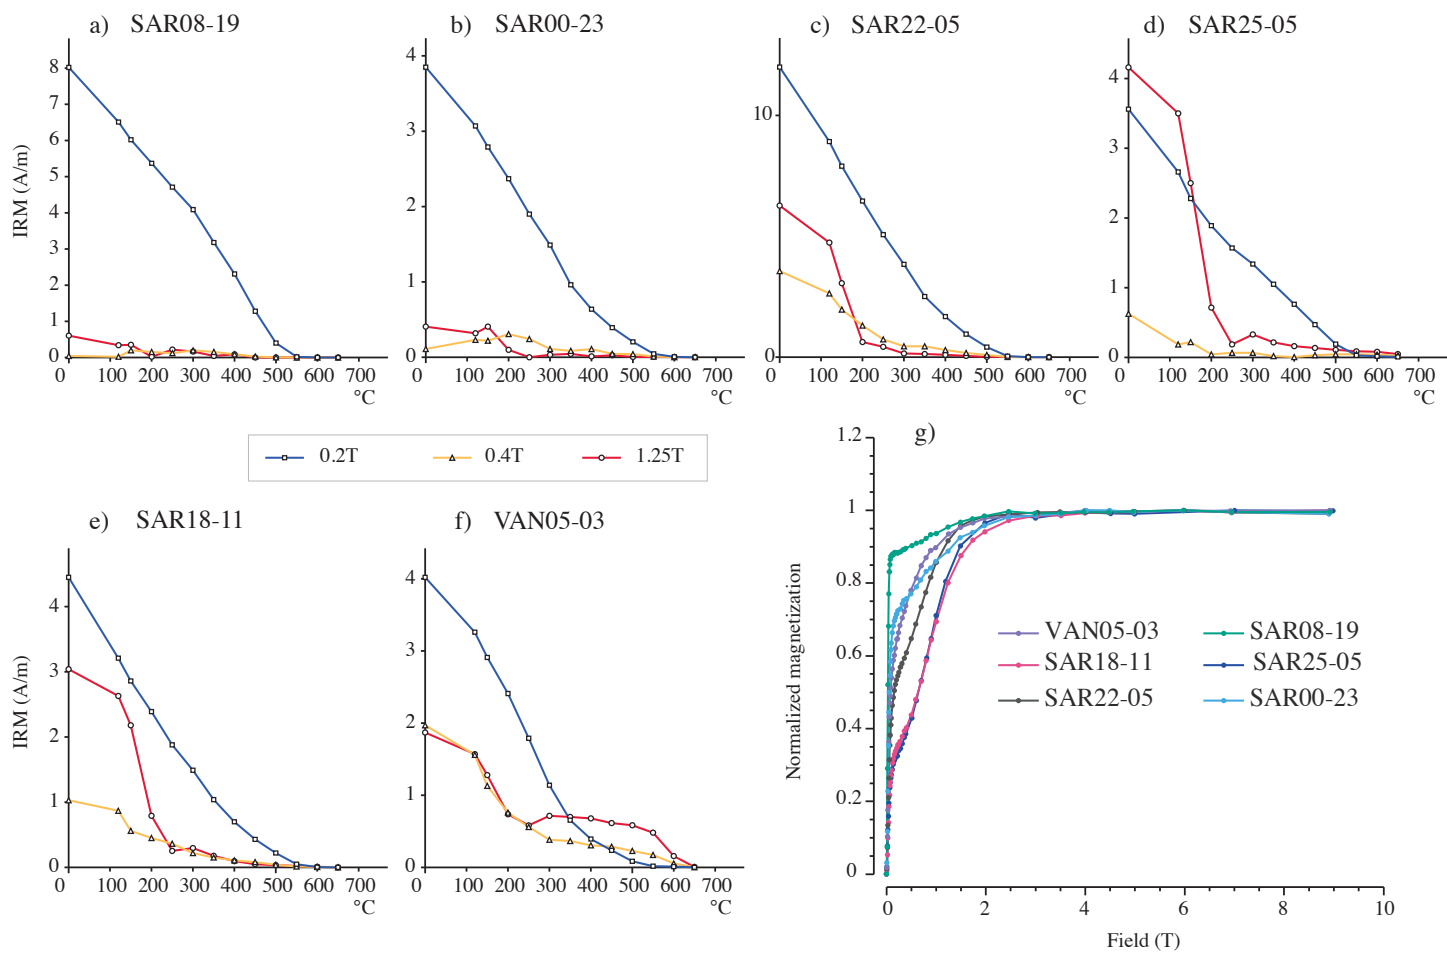 a) SAR08-19
b) SAR00-23
c) SAR22-05
d) SAR25-05
IRM (A/m)
8
7
6
5
4
3
2
1
0
0 100 200 300 400 500 600 700
°C
4
3
2
1
0
0 100 200 300 400 500 600 700
°C
10
0
0 100 200 300 400 500 600 700
°C
4
3
2
1
0
0 100 200 300 400 500 600 700
°C
0.2T 0.4T 1.25T
e) SAR18-11
f) VAN05-03
IRM (A/m)
4
3
2
1
0
0 100 200 300 400 500 600 700
°C
4
3
2
1
0
0 100 200 300 400 500 600 700
°C
g)
Normalized magnetization
1.2
1
0.8
0.6
0.4
0.2
0
VAN05-03 SAR08-19
SAR18-11 SAR25-05
SAR22-05 SAR00-23
0 2 4 6 8 10
Field (T)